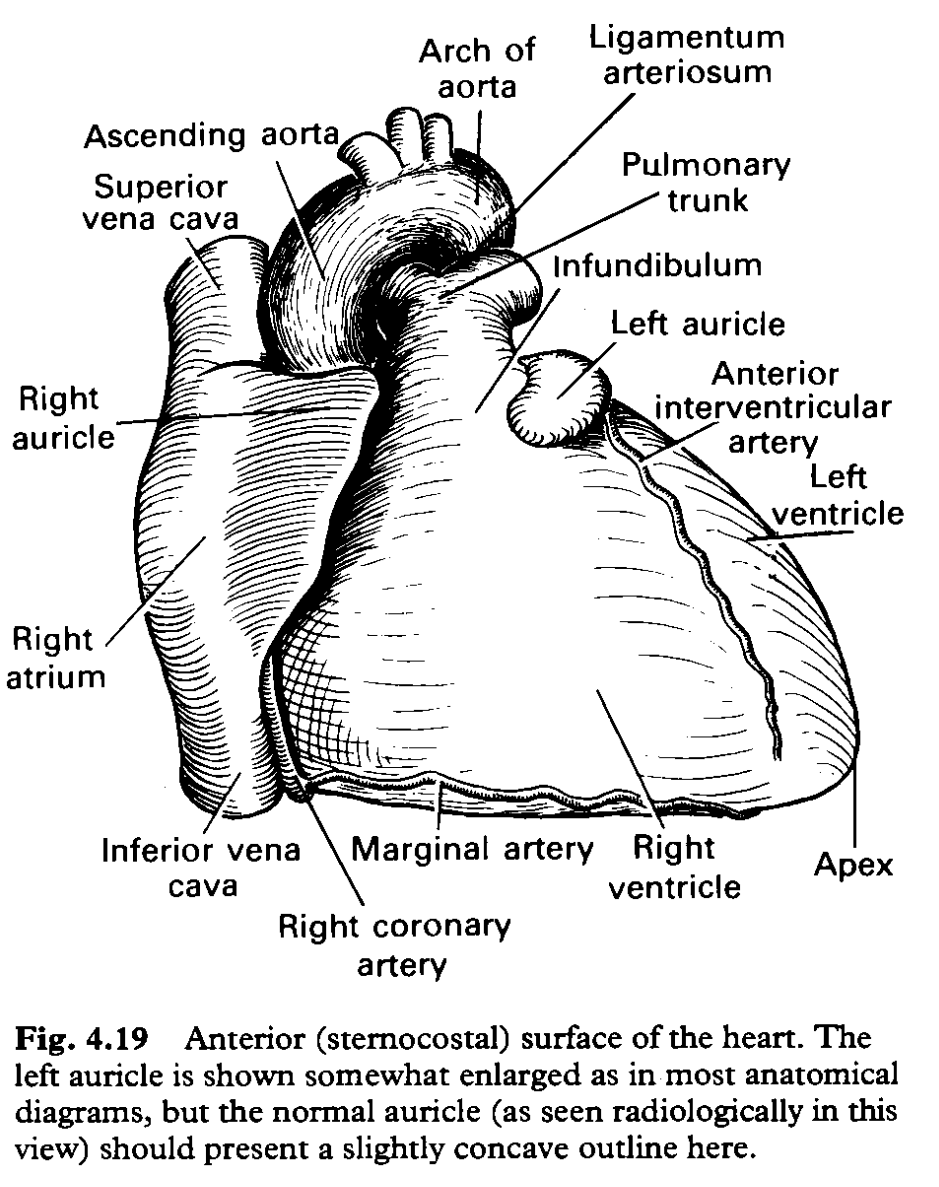 Arch of
aorta
Ligamentum
arteriosum
Ascending aorta
Superior
vena cava
Pulmonary
trunk
Infundibulum
Left auricle
Right
auricle
Anterior
interventricular
artery
Left
ventricle
Right
atrium
Inferior vena
cava
Marginal artery
Right
ventricle
Apex
Right coronary
artery
Fig. 4.19 Anterior (sternocostal) surface of the heart. The
left auricle is shown somewhat enlarged as in most anatomical
diagrams, but the normal auricle (as seen radiologically in this
view) should present a slightly concave outline here.